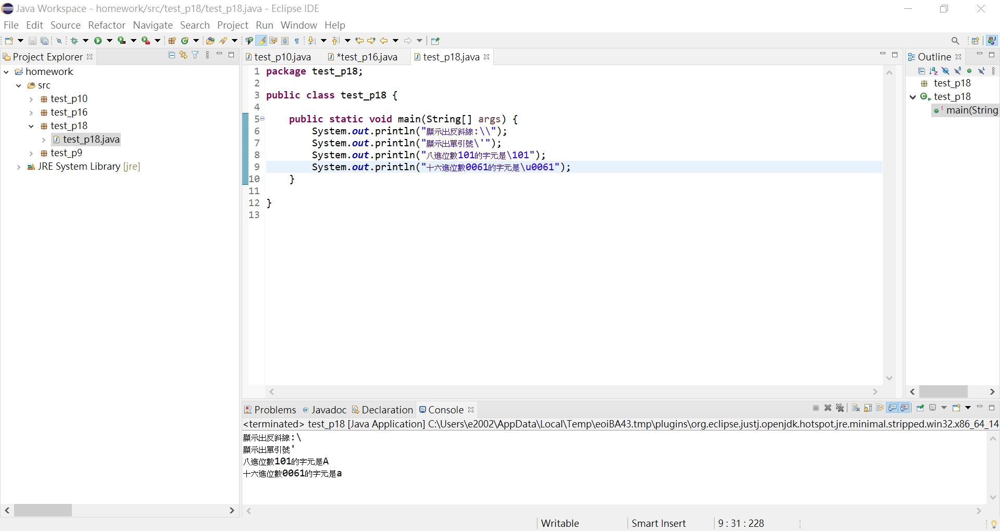 Java Workspace - homework/src/test_p18/test_p18.java - Eclipse IDE
File Edit Source Refactor Navigate Search Project Run Window Help
Project Explorer
homework
src
test_p10
test_p16
test_p18
test_p18.java
test_p9
JRE System Library [jre]
test_p10.java *test_p16.java test_p18.java
1 package test_p18;
2
3 public class test_p18 {
4
5 public static void main(String[] args) {
6 System.out.println("顯示出反斜線:\\");
7 System.out.println("顯示出單引號\'");
8 System.out.println("八進位數101的字元是\101");
9 System.out.println("十六進位數0061的字元是\u0061");
10 }
11
12 }
13
Outline
test_p18
test_p18
main(String
Problems Javadoc Declaration Console
<terminated> test_p18 [Java Application] C:\Users\e2002\AppData\Local\Temp\eoiBA43.tmp\plugins\org.eclipse.justj.openjdk.hotspot.jre.minimal.stripped.win32.x86_64_14
顯示出反斜線:\
顯示出單引號'
八進位數101的字元是A
十六進位數0061的字元是a
Writable Smart Insert 9 : 31 : 228